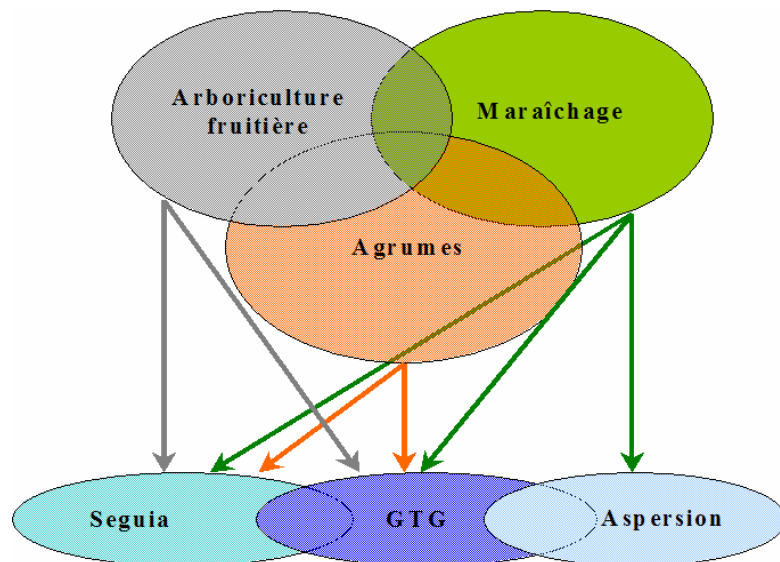 Arboriculture
fruitière
Maraîchage
Agrumes
Seguia
GTG
Aspersion